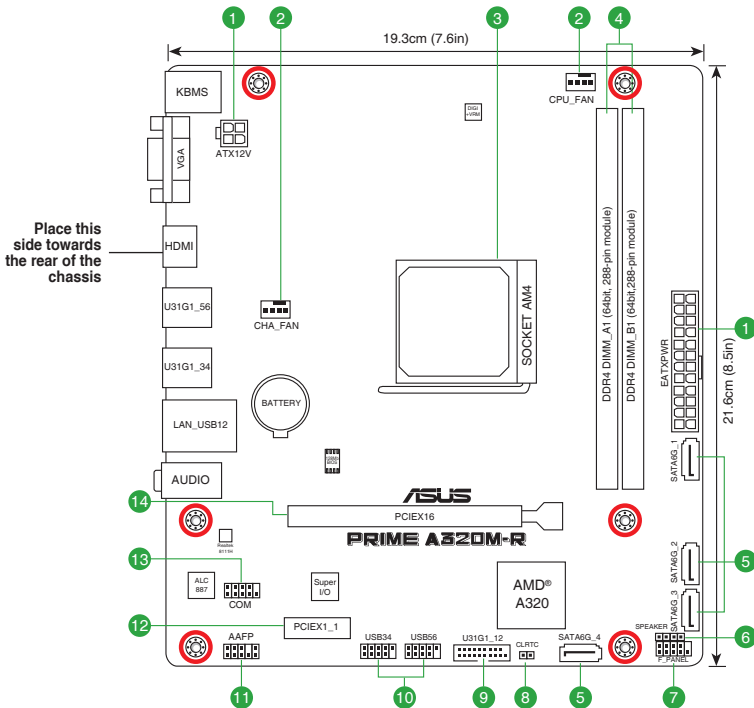 1
2
3
2
4
19.3cm (7.6in)
KBMS
CPU_FAN
DIGI
+VRM
ATX12V
VGA
Place this
side towards
the rear of the
chassis
HDMI
DDR4 DIMM_A1 (64bit, 288-pin module)
DDR4 DIMM_B1 (64bit,288-pin module)
SOCKET AM4
U31G1_56
CHA_FAN
1
EATXPWR
21.6cm (8.5in)
U31G1_34
BATTERY
LAN_USB12
SATA6G_1
AUDIO
128Mb
BIOS
14
ASUS
PCIEX16
PRIME A320M-R
Realtek
8111H
SATA6G_2
5
13
ALC
887
COM
Super
I/O
AMD®
A320
SATA6G_3
12
PCIEX1_1
SPEAKER
6
AAFP
USB34
USB56
U31G1_12
CLRTC
SATA6G_4
F_PANEL
11
10
9
8
5
7